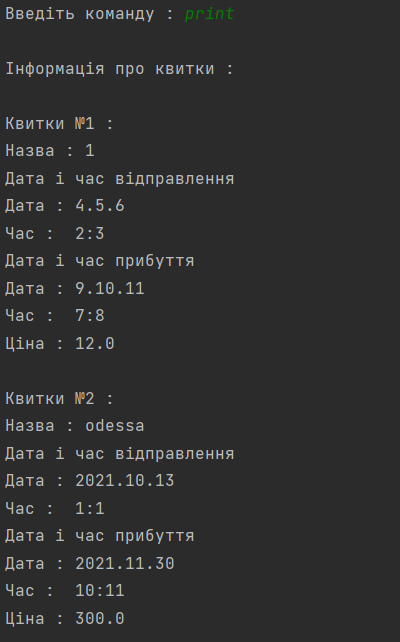 Введіть команду : print
Інформація про квитки :
Квитки №1 :
Назва : 1
Дата і час відправлення
Дата : 4.5.6
Час :  2:3
Дата і час прибуття
Дата : 9.10.11
Час :  7:8
Ціна : 12.0
Квитки №2 :
Назва : odessa
Дата і час відправлення
Дата : 2021.10.13
Час :  1:1
Дата і час прибуття
Дата : 2021.11.30
Час :  10:11
Ціна : 300.0